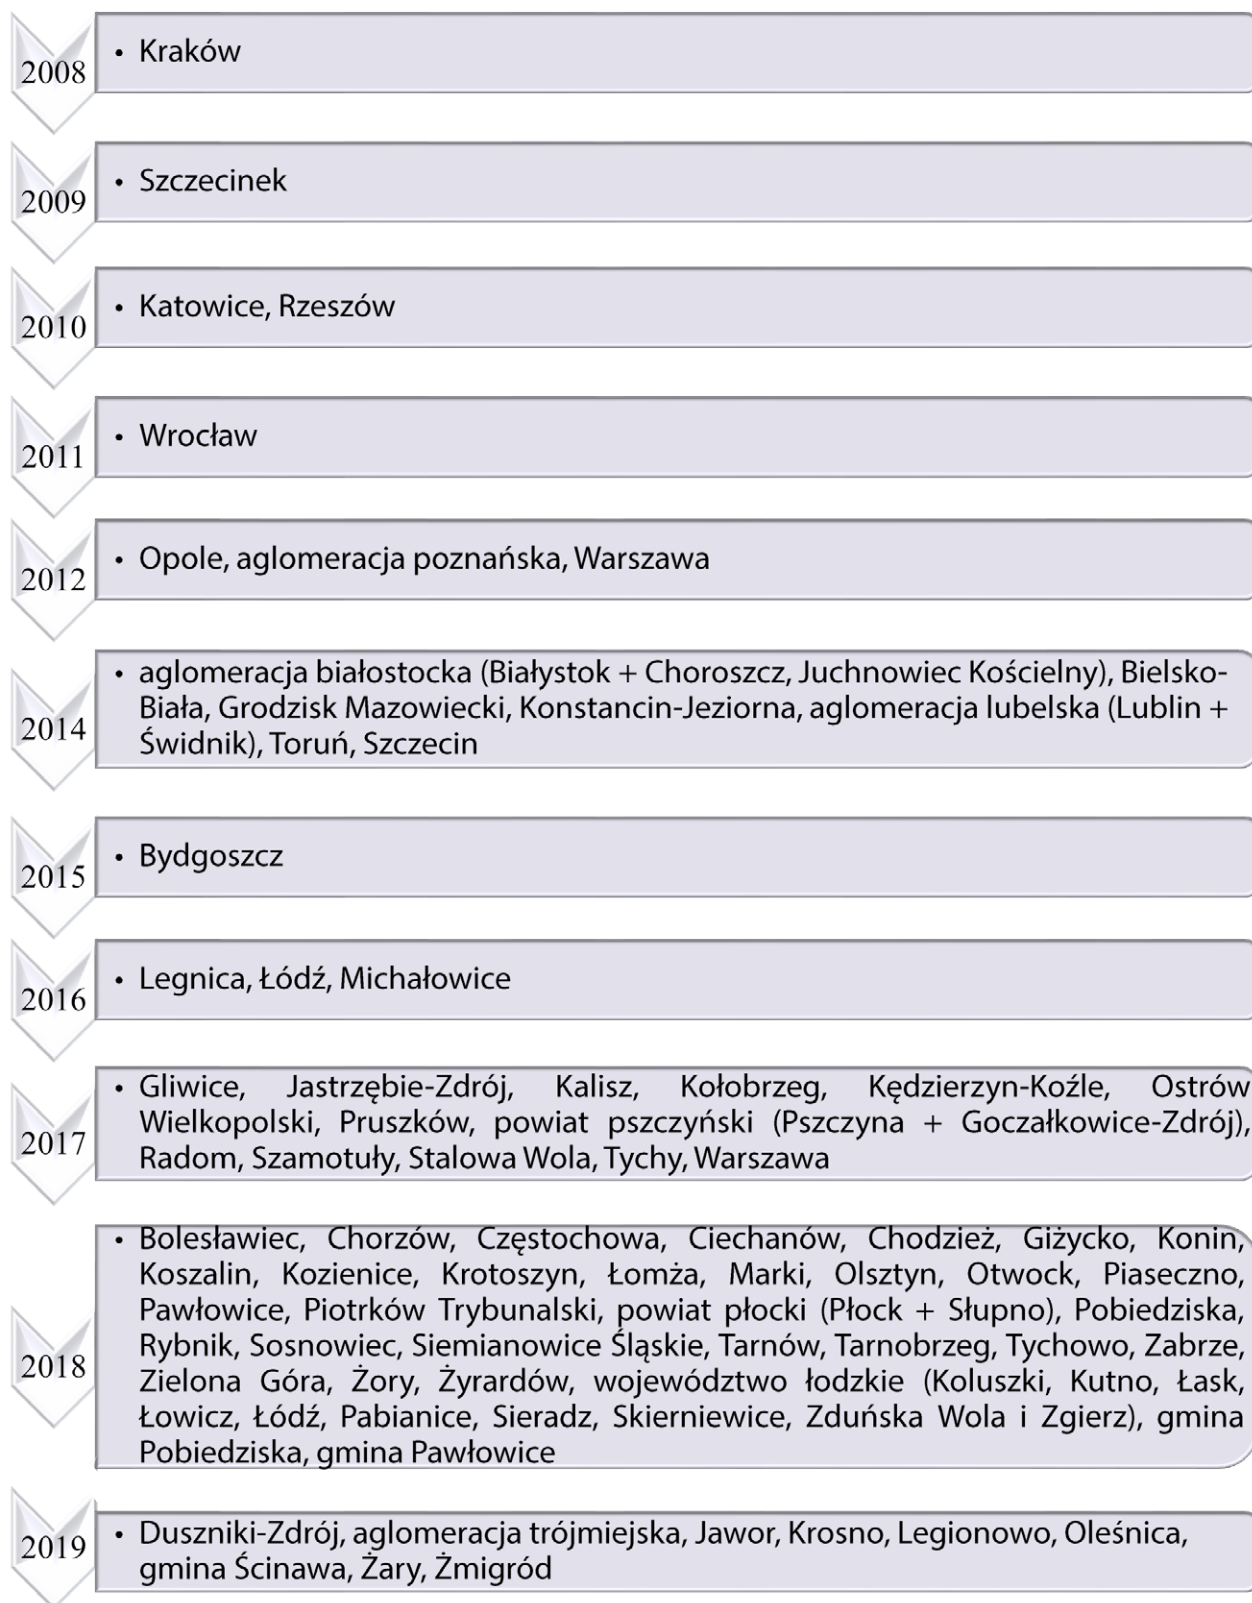 2008
• Kraków
2009
• Szczecinek
2010
• Katowice, Rzeszów
2011
• Wrocław
2012
• Opole, aglomeracja poznańska, Warszawa
2014
• aglomeracja białostocka (Białystok + Choroszcz, Juchnowiec Kościelny), Bielsko-
Biała, Grodzisk Mazowiecki, Konstancin-Jeziorna, aglomeracja lubelska (Lublin +
Świdnik), Toruń, Szczecin
2015
• Bydgoszcz
2016
• Legnica, Łódź, Michałowice
2017
• Gliwice, Jastrzębie-Zdrój, Kalisz, Kołobrzeg, Kędzierzyn-Koźle, Ostrów
Wielkopolski, Pruszków, powiat pszczyński (Pszczyna + Goczałkowice-Zdrój),
Radom, Szamotuły, Stalowa Wola, Tychy, Warszawa
2018
• Bolesławiec, Chorzów, Częstochowa, Ciechanów, Chodzież, Giżycko, Konin,
Koszalin, Kozienice, Krotoszyn, Łomża, Marki, Olsztyn, Otwock, Piaseczno,
Pawłowice, Piotrków Trybunalski, powiat płocki (Płock + Słupno), Pobiedziska,
Rybnik, Sosnowiec, Siemianowice Śląskie, Tarnów, Tarnobrzeg, Tychowo, Zabrze,
Zielona Góra, Żory, Żyrardów, województwo łodzkie (Koluszki, Kutno, Łask,
Łowicz, Łódź, Pabianice, Sieradz, Skierniewice, Zduńska Wola i Zgierz), gmina
Pobiedziska, gmina Pawłowice
2019
• Duszniki-Zdrój, aglomeracja trójmiejska, Jawor, Krosno, Legionowo, Oleśnica,
gmina Ścinawa, Żary, Żmigród